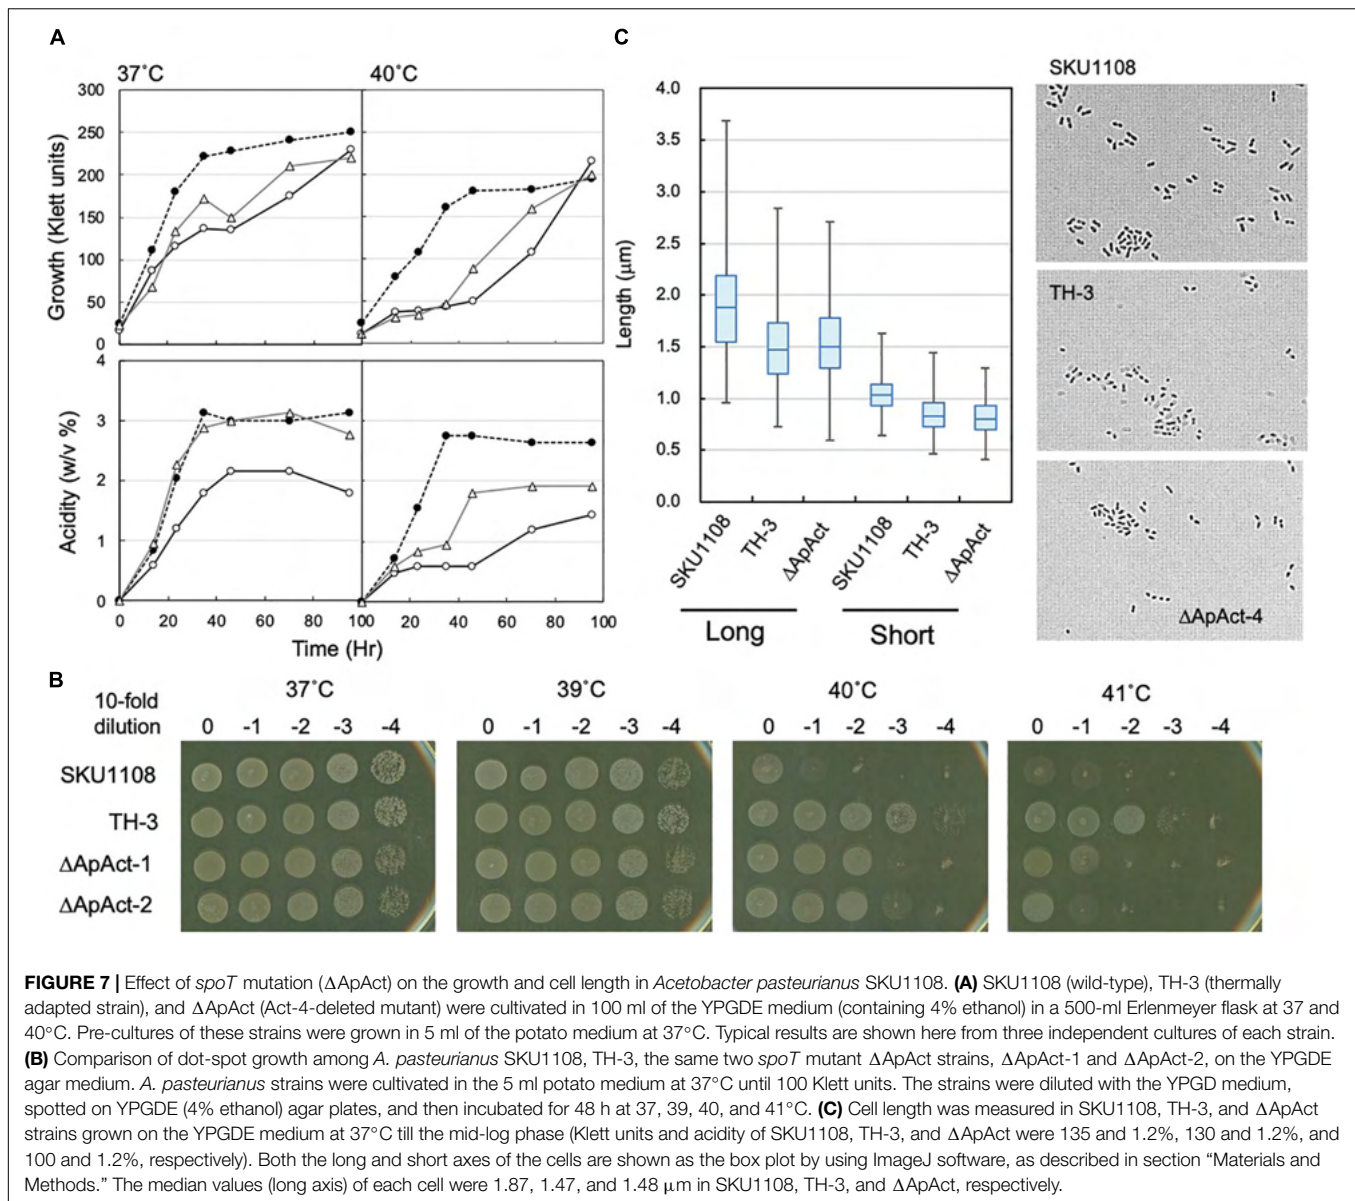 A
37˚C
40˚C
300
250
200
150
100
50
0
Growth (Klett units)
4
3
2
1
0
Acidity (w/v %)
0 20 40 60 80 100 20 40 60 80 100
Time (Hr)
C
4.0
3.5
3.0
2.5
2.0
1.5
1.0
0.5
0.0
Length (μm)
SKU1108
TH-3
ΔApAct
SKU1108
TH-3
ΔApAct
Long
Short
SKU1108
TH-3
ΔApAct-4
B
37˚C 39˚C 40˚C 41˚C
10-fold
dilution
0 -1 -2 -3 -4 0 -1 -2 -3 -4 0 -1 -2 -3 -4 0 -1 -2 -3 -4
SKU1108
TH-3
ΔApAct-1
ΔApAct-2
FIGURE 7 | Effect of spoT mutation (ΔApAct) on the growth and cell length in Acetobacter pasteurianus SKU1108. (A) SKU1108 (wild-type), TH-3 (thermally
adapted strain), and ΔApAct (Act-4-deleted mutant) were cultivated in 100 ml of the YPGDE medium (containing 4% ethanol) in a 500-ml Erlenmeyer flask at 37 and
40°C. Pre-cultures of these strains were grown in 5 ml of the potato medium at 37°C. Typical results are shown here from three independent cultures of each strain.
(B) Comparison of dot-spot growth among A. pasteurianus SKU1108, TH-3, the same two spoT mutant ΔApAct strains, ΔApAct-1 and ΔApAct-2, on the YPGDE
agar medium. A. pasteurianus strains were cultivated in the 5 ml potato medium at 37°C until 100 Klett units. The strains were diluted with the YPGD medium,
spotted on YPGDE (4% ethanol) agar plates, and then incubated for 48 h at 37, 39, 40, and 41°C. (C) Cell length was measured in SKU1108, TH-3, and ΔApAct
strains grown on the YPGDE medium at 37°C till the mid-log phase (Klett units and acidity of SKU1108, TH-3, and ΔApAct were 135 and 1.2%, 130 and 1.2%, and
100 and 1.2%, respectively). Both the long and short axes of the cells are shown as the box plot by using ImageJ software, as described in section “Materials and
Methods.” The median values (long axis) of each cell were 1.87, 1.47, and 1.48 μm in SKU1108, TH-3, and ΔApAct, respectively.